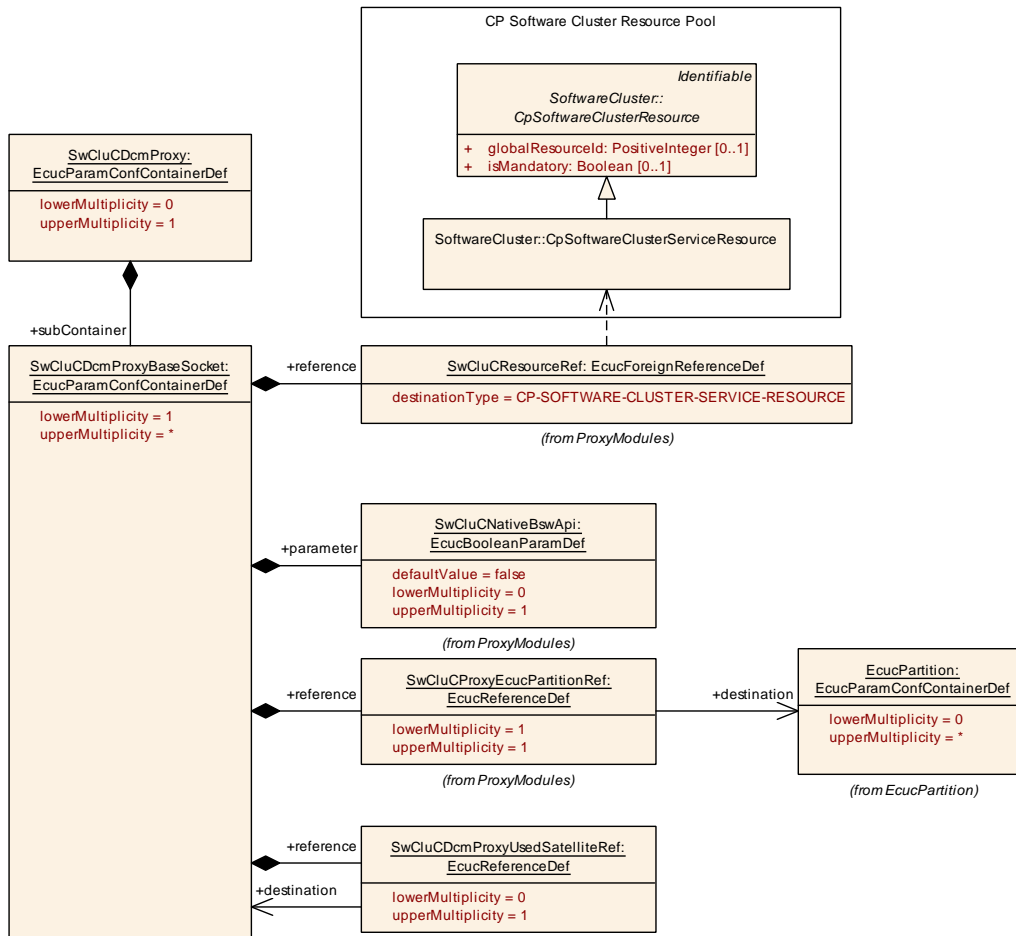 CP Software Cluster Resource Pool
Identifiable
SoftwareCluster::
CpSoftwareClusterResource
+ globalResourceId: PositiveInteger [0..1]
+ isMandatory: Boolean [0..1]
SwCluCDcmProxy:
EcucParamConfContainerDef
lowerMultiplicity = 0
upperMultiplicity = 1
SoftwareCluster::CpSoftwareClusterServiceResource
+subContainer
SwCluCDcmProxyBaseSocket:
EcucParamConfContainerDef
lowerMultiplicity = 1
upperMultiplicity = *
+reference
SwCluCResourceRef: EcucForeignReferenceDef
destinationType = CP-SOFTWARE-CLUSTER-SERVICE-RESOURCE
(from ProxyModules)
+parameter
SwCluCNativeBswApi:
EcucBooleanParamDef
defaultValue = false
lowerMultiplicity = 0
upperMultiplicity = 1
(from ProxyModules)
+reference
SwCluCProxyEcucPartitionRef:
EcucReferenceDef
lowerMultiplicity = 1
upperMultiplicity = 1
(from ProxyModules)
+destination
EcucPartition:
EcucParamConfContainerDef
lowerMultiplicity = 0
upperMultiplicity = *
(from EcucPartition)
+reference
+destination
SwCluCDcmProxyUsedSatelliteRef:
EcucReferenceDef
lowerMultiplicity = 0
upperMultiplicity = 1